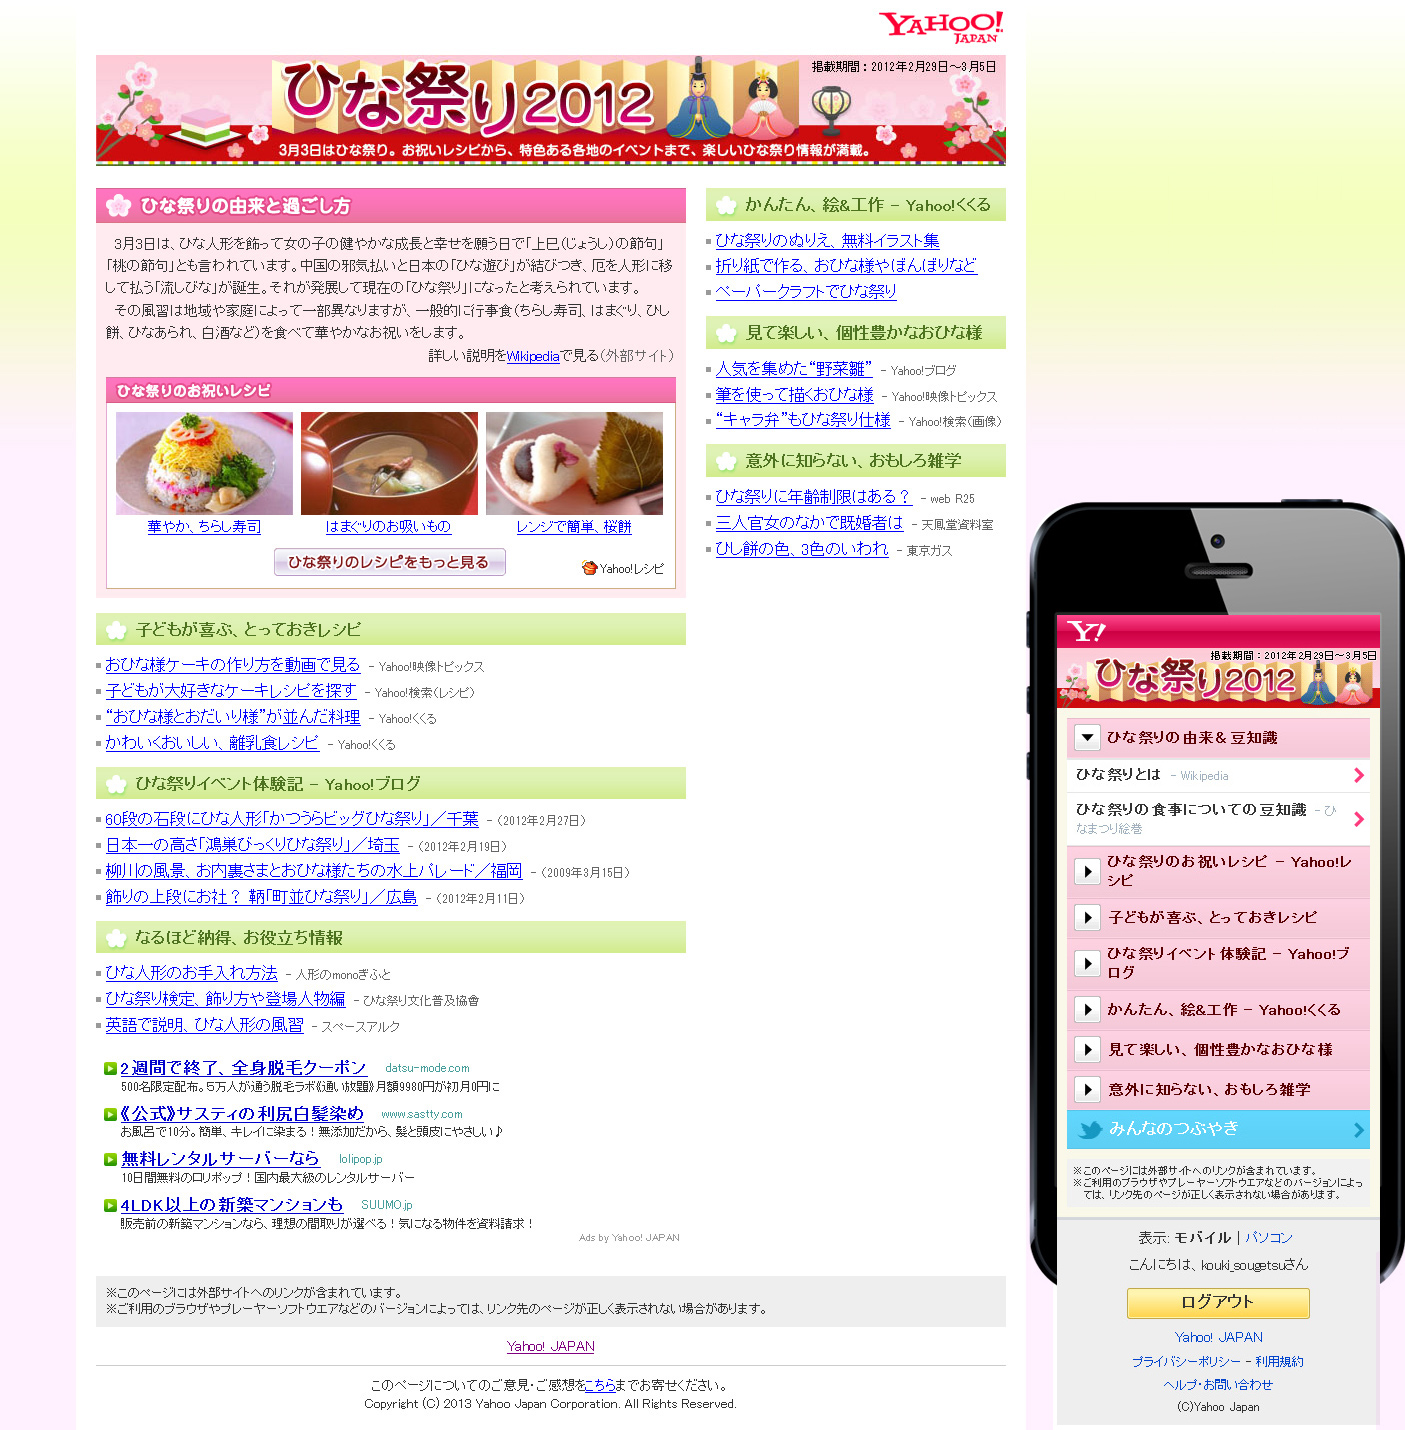 YAHOO! JAPAN
掲載期間：2012年2月29日～3月5日
ひな祭り2012
3月3日はひな祭り。お祝いレシピから、特色ある各地のイベントまで、楽しいひな祭り情報が満載。
ひな祭りの由来と過ごし方
3月3日は、ひな人形を飾って女の子の健やかな成長と幸せを願う日で「上巳(じょうし)の節句」
「桃の節句」とも言われています。中国の邪気払いと日本の「ひな遊び」が結びつき、厄を人形に移
して払う「流しびな」が誕生。それが発展して現在の「ひな祭り」になったと考えられています。
その風習は地域や家庭によって一部異なりますが、一般的に行事食(ちらし寿司、はまぐり、ひし
餅、ひなあられ、白酒など)を食べて華やかなお祝いをします。
詳しい説明をWikipediaで見る(外部サイト)
ひな祭りのお祝いレシピ
華やか、ちらし寿司
はまぐりのお吸いもの
レンジで簡単、桜餅
ひな祭りのレシピをもっと見る
Yahoo!レシピ
子どもが喜ぶ、とっておきレシピ
おひな様ケーキの作り方を動画で見る - Yahoo!映像トピックス
子どもが大好きなケーキレシピを探す - Yahoo!検索(レシピ)
“おひな様とおだいり様”が並んだ料理 - Yahoo!くくる
かわいくおいしい、離乳食レシピ - Yahoo!くくる
ひな祭りイベント体験記 - Yahoo!ブログ
60段の石段にひな人形「かつうらビッグひな祭り」／千葉 - (2012年2月27日)
日本一の高さ「鴻巣びっくりひな祭り」／埼玉 - (2012年2月19日)
柳川の風景、お内裏さまとおひな様たちの水上パレード／福岡 - (2009年3月15日)
飾りの上段にお社？ 鞆「町並ひな祭り」／広島 - (2012年2月11日)
なるほど納得、お役立ち情報
ひな人形のお手入れ方法 - 人形のmonoぎふと
ひな祭り検定、飾り方や登場人物編 - ひな祭り文化普及協會
英語で説明、ひな人形の風習 - スペースアルク
2週間で終了、全身脱毛クーポン datsu-mode.com
500名限定配布。5万人が通う脱毛ラボ《通い放題》月額9980円が初月0円に
《公式》サスティの利尻白髪染め www.sastty.com
お風呂で10分。簡単、キレイに染まる！無添加だから、髪と頭皮にやさしい♪
無料レンタルサーバーなら lolipop.jp
10日間無料のロリポップ！国内最大級のレンタルサーバー
4LDK以上の新築マンションも SUUMO.jp
販売前の新築マンションなら、理想の間取りが選べる！気になる物件を資料請求！
Ads by Yahoo! JAPAN
かんたん、絵&工作 - Yahoo!くくる
ひな祭りのぬりえ、無料イラスト集
折り紙で作る、おひな様やぼんぼりなど
ペーパークラフトでひな祭り
見て楽しい、個性豊かなおひな様
人気を集めた“野菜雛” - Yahoo!ブログ
筆を使って描くおひな様 - Yahoo!映像トピックス
“キャラ弁”もひな祭り仕様 - Yahoo!検索(画像)
意外に知らない、おもしろ雑学
ひな祭りに年齢制限はある？ - web R25
三人官女のなかで既婚者は - 天鳳堂資料室
ひし餅の色、3色のいわれ - 東京ガス
※このページには外部サイトへのリンクが含まれています。
※ご利用のブラウザやプレーヤーソフトウエアなどのバージョンによっては、リンク先のページが正しく表示されない場合があります。
Yahoo! JAPAN
このページについてのご意見・ご感想をこちらまでお寄せください。
Copyright (C) 2013 Yahoo Japan Corporation. All Rights Reserved.
Y!
掲載期間：2012年2月29日～3月5日
ひな祭り2012
ひな祭りの由来＆豆知識
ひな祭りとは - Wikipedia
ひな祭りの食事についての豆知識 - ひ
なまつり絵巻
ひな祭りのお祝いレシピ - Yahoo!レ
シピ
子どもが喜ぶ、とっておきレシピ
ひな祭りイベント体験記 - Yahoo!ブ
ログ
かんたん、絵&工作 - Yahoo!くくる
見て楽しい、個性豊かなおひな様
意外に知らない、おもしろ雑学
みんなのつぶやき
※このページには外部サイトへのリンクが含まれています。
※ご利用のブラウザやプレーヤーソフトウエアなどのバージョンによっ
ては、リンク先のページが正しく表示されない場合があります。
表示: モバイル | パソコン
こんにちは、kouki_sougetsuさん
ログアウト
Yahoo! JAPAN
プライバシーポリシー - 利用規約
ヘルプ・お問い合わせ
(C)Yahoo Japan